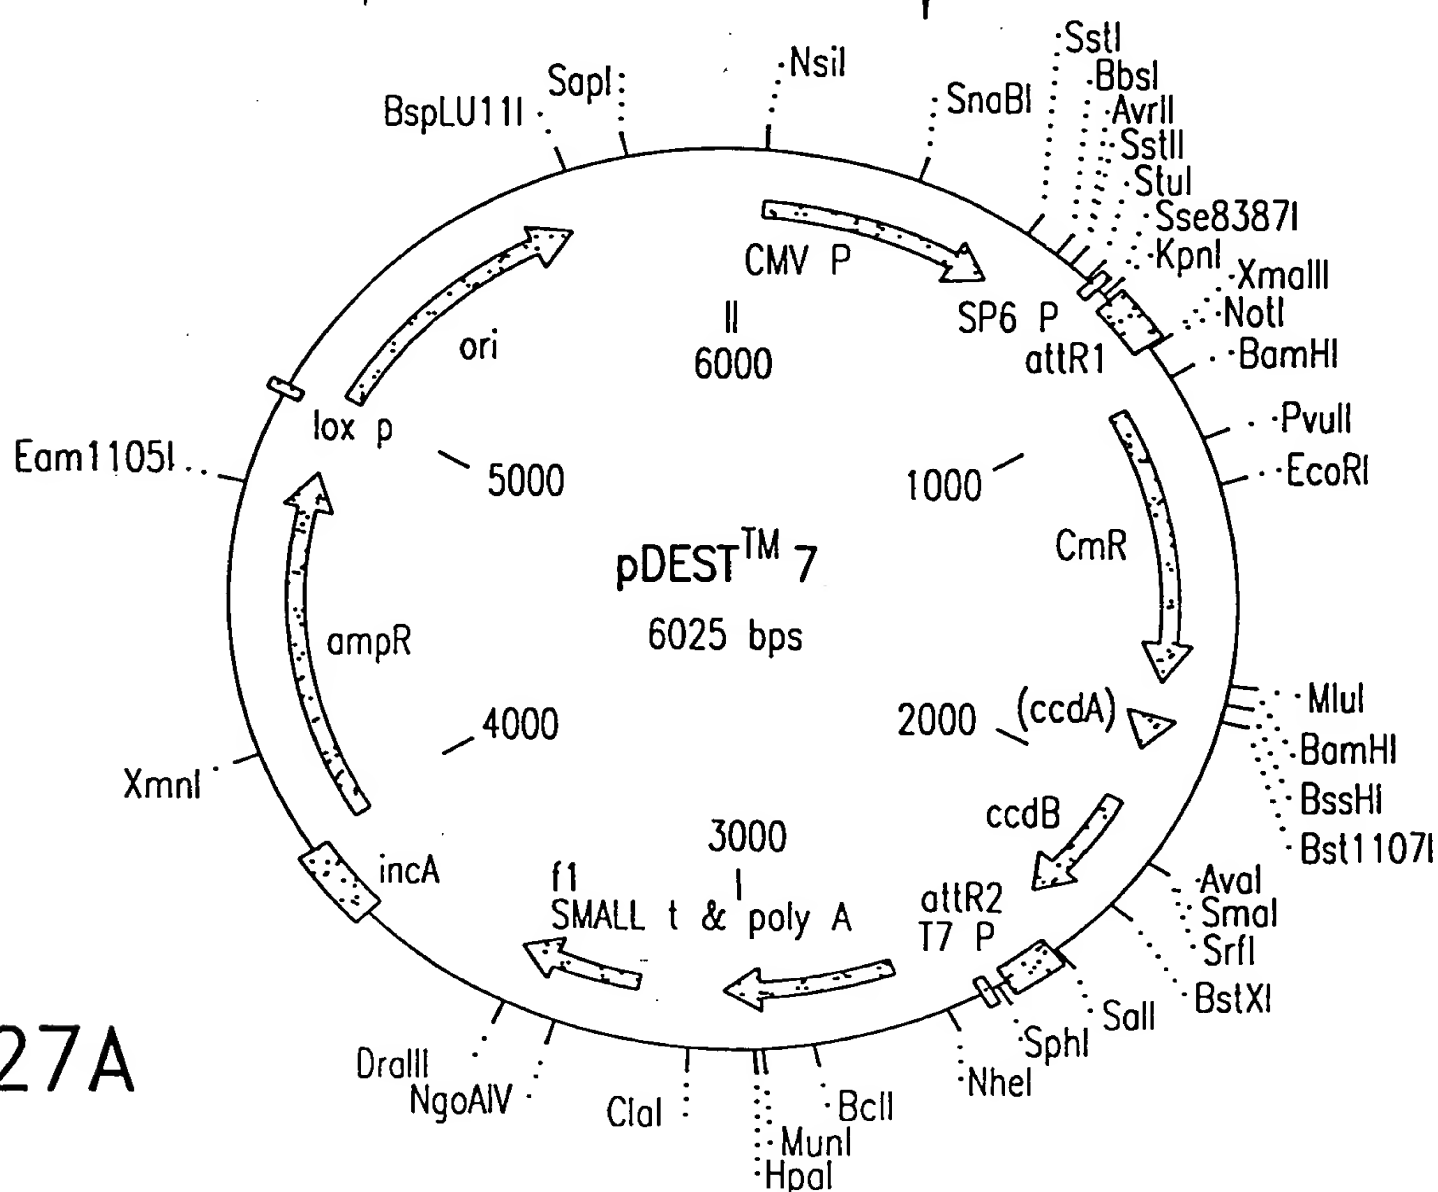 SstI
NsiI
BbsI
SapI
SnaBI
AvrII
BspLU11I
SstII
StuI
Sse8387I
KpnI
XmaIII
NotI
CMV P
SP6 P
attR1
BamHI
ori
6000
lox p
PvuII
Eam1105I
5000
1000
EcoRI
pDEST™ 7
CmR
6025 bps
ampR
MluI
4000
2000
(ccdA)
BamHI
XmnI
BssHI
ccdB
3000
Bst1107I
incA
f1
SMALL t & poly A
attR2
T7 P
AvaI
SmaI
SrfI
BstXI
SalI
SphI
27A
DraIII
NheI
NgoAIV
ClaI
BclI
MunI
HpaI